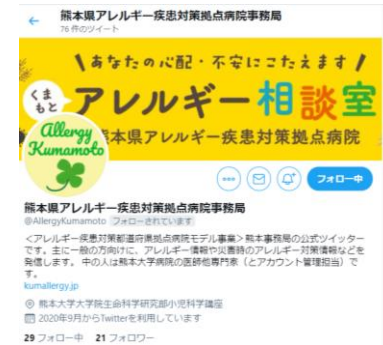 熊本県アレルギー疾患対策拠点病院事務局
76 件のツイート
あなたの心配・不安にこたえます
くまもと アレルギー相談室
本県アレルギー疾患対策拠点病院
Allergy
Kumamoto
フォロー中
熊本県アレルギー疾患対策拠点病院事務局
@AllergyKumamoto フォローされています
＜アレルギー疾患対策都道府県拠点病院モデル事業＞熊本事務局の公式ツイッター
です。主に一般の方向けに、アレルギー情報や災害時のアレルギー対策情報などを
発信します。 中の人は熊本大学病院の医師他専門家（とアカウント管理担当）で
す。
kumallergy.jp
熊本大学大学院生命科学研究部小児科学講座
2020年9月からTwitterを利用しています
29 フォロー中 21 フォロワー